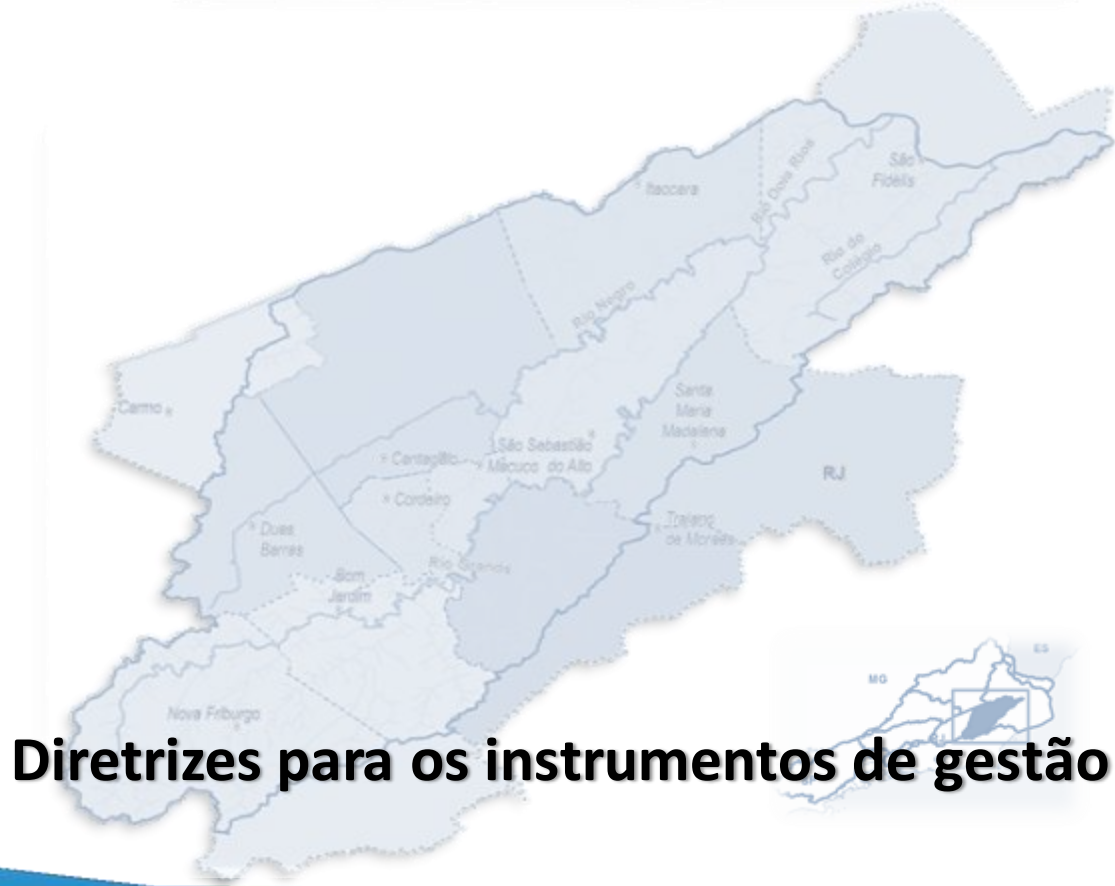 Itaocara
São
Fidélis
Rio Dois Rios
Rio do
Colégio
Rio Negro
Carmo
Santa
Maria
Madalena
São Sebastião
do Alto
Macuco
Cantagalo
Cordeiro
RJ
Duas
Barras
Trajano
de Moraes
Rio Grande
Bom
Jardim
Nova Friburgo
ES
MG
Diretrizes para os instrumentos de gestão